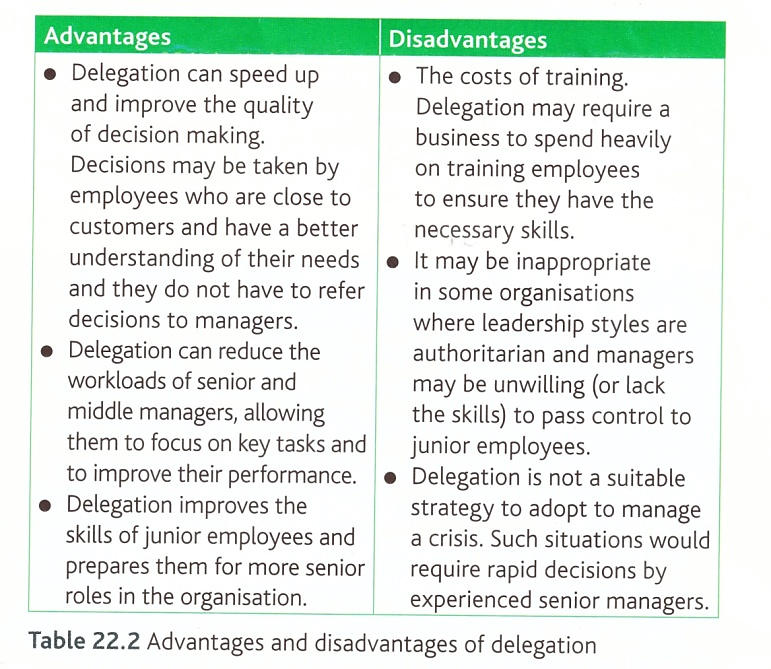 Advantages
Delegation can speed up
and improve the quality
of decision making.
Decisions may be taken by
employees who are close to
customers and have a better
understanding of their needs
and they do not have to refer
decisions to managers.
Delegation can reduce the
workloads of senior and
middle managers, allowing
them to focus on key tasks and
to improve their performance.
Delegation improves the
skills of junior employees and
prepares them for more senior
roles in the organisation.
Disadvantages
The costs of training.
Delegation may require a
business to spend heavily
on training employees
to ensure they have the
necessary skills.
It may be inappropriate
in some organisations
where leadership styles are
authoritarian and managers
may be unwilling (or lack
the skills) to pass control to
junior employees.
Delegation is not a suitable
strategy to adopt to manage
a crisis. Such situations would
require rapid decisions by
experienced senior managers.
Table 22.2 Advantages and disadvantages of delegation